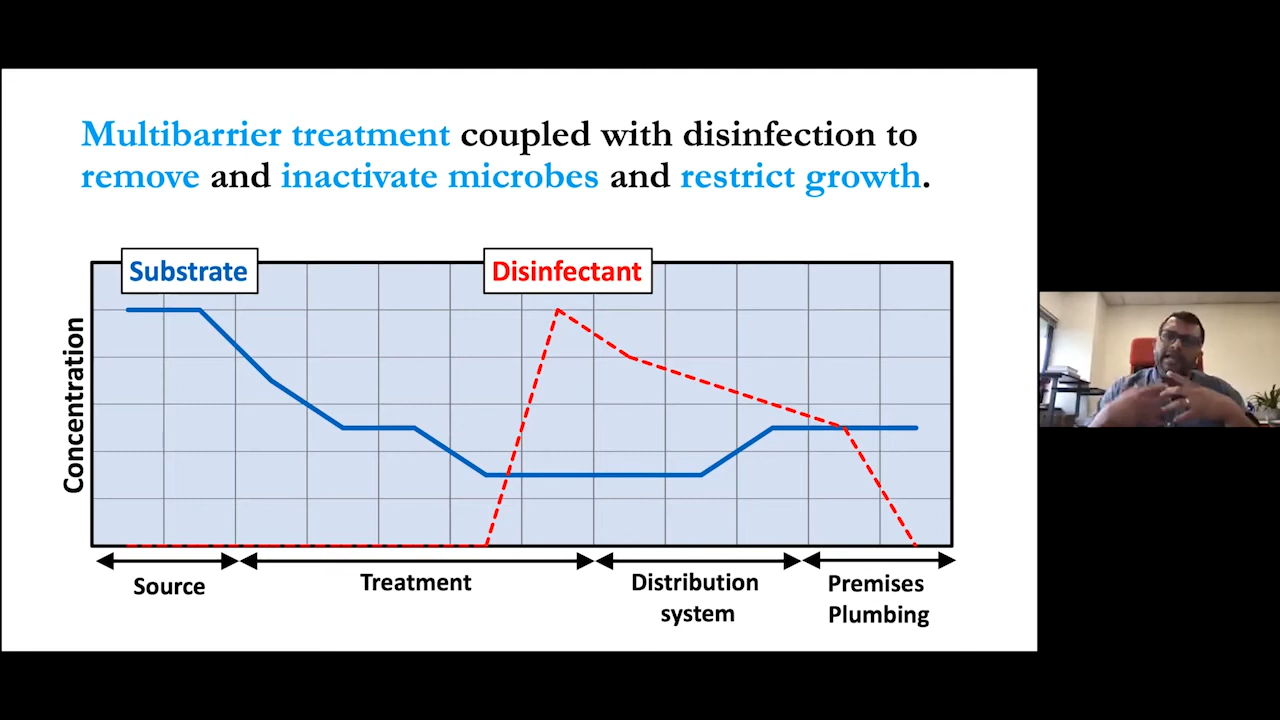 Multibarrier treatment coupled with disinfection to
remove and inactivate microbes and restrict growth.
Substrate
Disinfectant
Concentration
Source
Treatment
Distribution
system
Premises
Plumbing